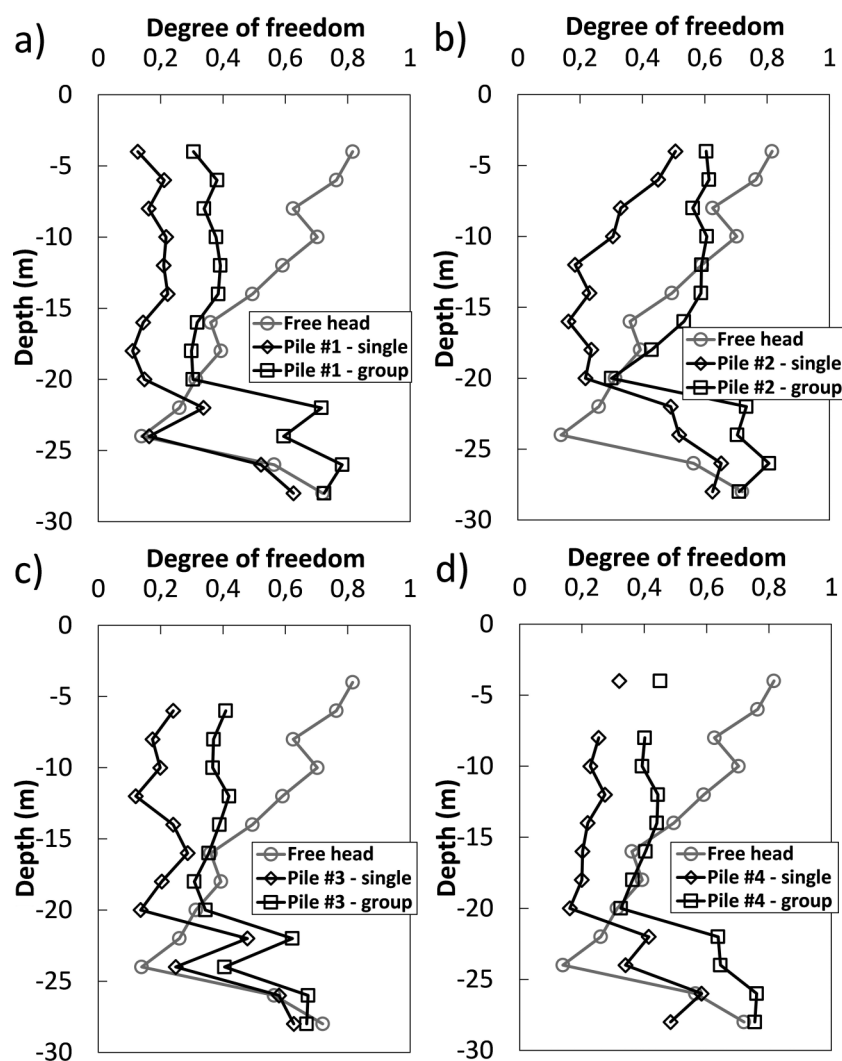 a)
Degree of freedom
0 0,2 0,4 0,6 0,8 1
0
-5
-10
-15
-20
-25
-30
Depth (m)
Free head
Pile #1 - single
Pile #1 - group
b)
Degree of freedom
0 0,2 0,4 0,6 0,8 1
0
-5
-10
-15
-20
-25
-30
Depth (m)
Free head
Pile #2 - single
Pile #2 - group
c)
Degree of freedom
0 0,2 0,4 0,6 0,8 1
0
-5
-10
-15
-20
-25
-30
Depth (m)
Free head
Pile #3 - single
Pile #3 - group
d)
Degree of freedom
0 0,2 0,4 0,6 0,8 1
0
-5
-10
-15
-20
-25
-30
Depth (m)
Free head
Pile #4 - single
Pile #4 - group